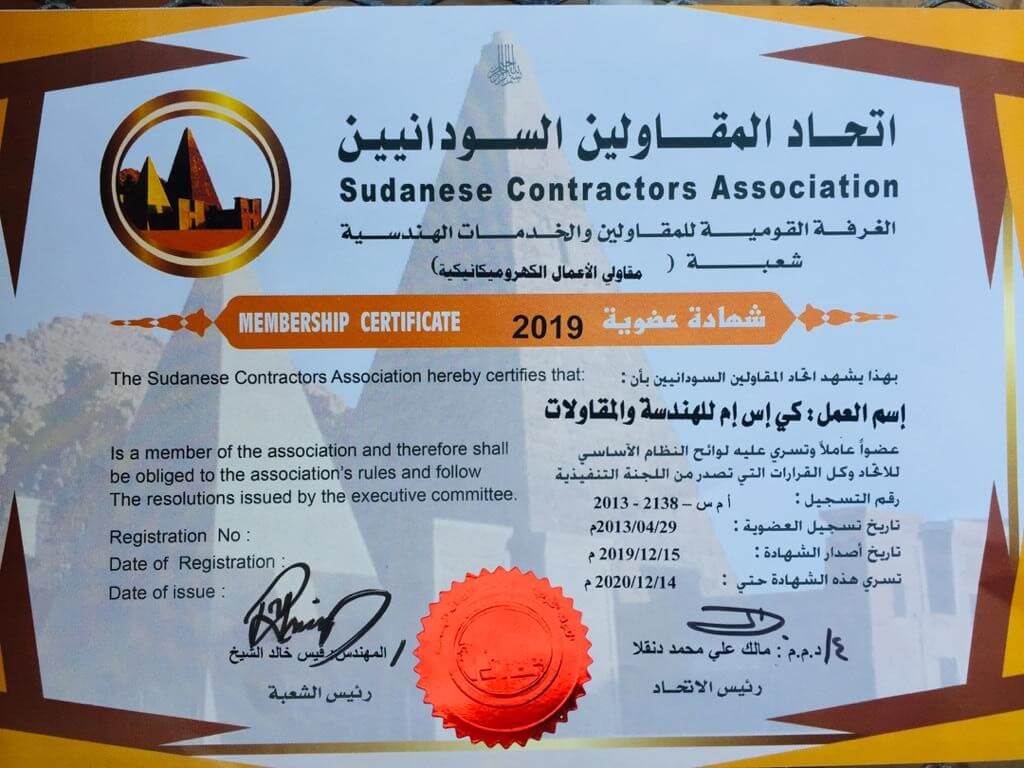 اتحاد المقاولين السودانيين
Sudanese Contractors Association
الغرفة القومية للمقاولين والخدمات الهندسية
شعبة ( مقاولي الأعمال الكهروميكانيكية)
MEMBERSHIP CERTIFICATE 2019 شهادة عضوية
The Sudanese Contractors Association hereby certifies that: بهذا يشهد اتحاد المقاولين السودانيين بأن :
إسم العمل : كي إس إم للهندسة والمقاولات
Is a member of the association and therefore shall
be obliged to the association's rules and follow
The resolutions issued by the executive committee.
عضواً عاملاً وتسري عليه لوائح النظام الآساسي
للاتحاد وكل القرارات التي تصدر من اللجنة التنفيذية
رقم التسجيل : أ م س – 2138 - 2013
Registration No :
تاريخ تسجيل العضوية : 2013/04/29م
Date of Registration :
تاريخ أصدار الشهادة : 2019/12/15 م
Date of issue :
تسري هذه الشهادة حتي : 2020/12/14 م
المهندس: قيس خالد الشيخ
رئيس الشعبة
د.م.م : مالك علي محمد دنقلا
رئيس الاتحاد